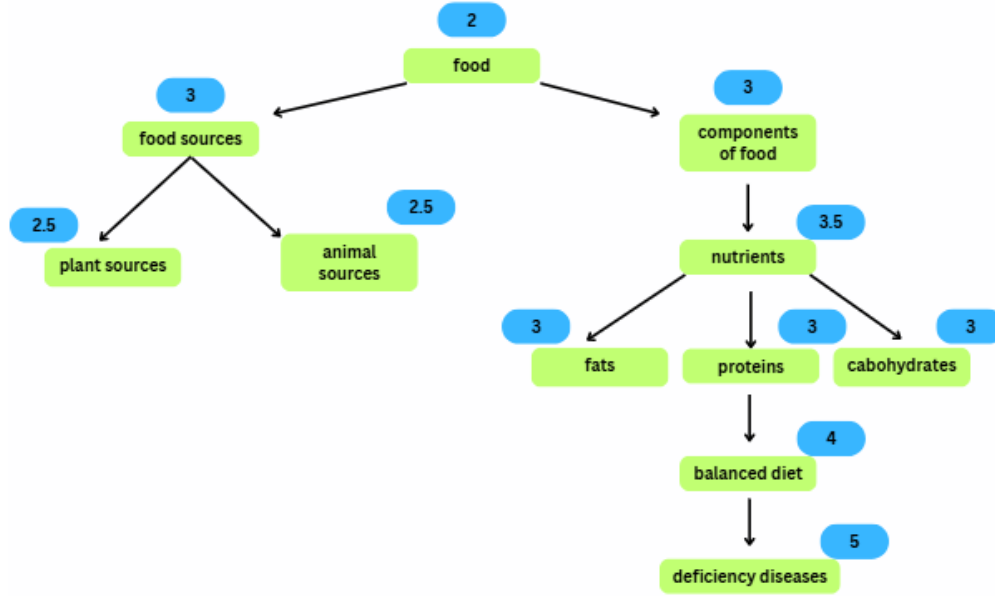 2
food
3
food sources
3
components
of food
2.5
plant sources
2.5
animal
sources
3.5
nutrients
3
fats
3
proteins
3
cabohydrates
4
balanced diet
5
deficiency diseases